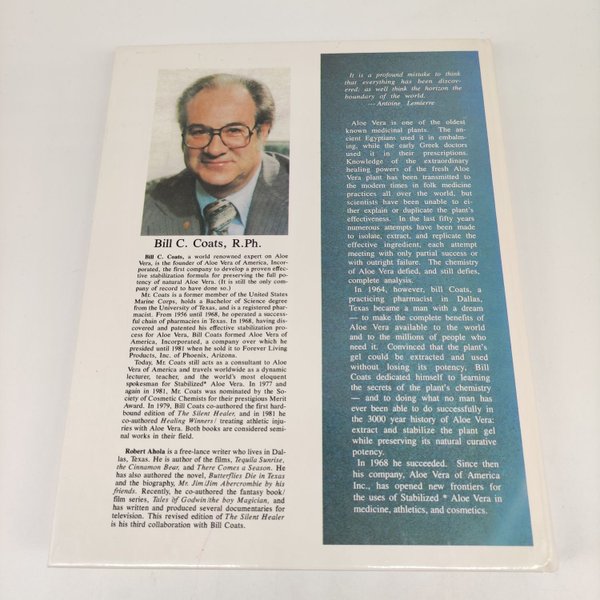 Bill C. Coats, R.Ph.
Bill C. Coats, a world renowned expert on Aloe
Vera, is the founder of Aloe Vera of America, Incor-
porated, the first company to develop a proven effec-
tive stabilization formula for preserving the full po-
tency of natural Aloe Vera. (It is still the only com-
pany of record to have done so.)
Mr. Coats is a former member of the United States
Marine Corps, holds a Bachelor of Science degree
from the University of Texas, and is a registered phar-
macist. From 1956 until 1968, he operated a success-
ful chain of pharmacies in Texas. In 1968, having dis-
covered and patented his effective stabilization pro-
cess for Aloe Vera, Bill Coats formed Aloe Vera of
America, Incorporated, a company over which he
presided until 1981 when he sold it to Forever Living
Products, Inc. of Phoenix, Arizona.
Today, Mr. Coats still acts as a consultant to Aloe
Vera of America and travels worldwide as a dynamic
lecturer, teacher, and the world's most eloquent
spokesman for Stabilized* Aloe Vera. In 1977 and
again in 1981, Mr. Coats was nominated by the So-
ciety of Cosmetic Chemists for their prestigious Merit
Award. In 1979, Bill Coats co-authored the first hard-
bound edition of The Silent Healer, and in 1981 he
co-authored Healing Winners/ treating athletic inju-
ries with Aloe Vera. Both books are considered semi-
nal works in their field.
Robert Ahola is a free-lance writer who lives in Dal-
las, Texas. He is author of the films, Tequila Sunrise,
the Cinnamon Bear, and There Comes a Season. He
has also authored the novel, Butterflies Die in Texas
and the biography, Mr. Jim/Jim Abercrombie by his
friends. Recently, he co-authored the fantasy book/
film series, Tales of Godwin/the boy Magician, and
has written and produced several documentaries for
television. This revised edition of The Silent Healer
is his third collaboration with Bill Coats.
It is a profound mistake to think
that everything has been discov-
ered; as well think the horizon the
boundary of the world.
— Antoine Lemierre
Aloe Vera is one of the oldest
known medicinal plants. The an-
cient Egyptians used it in embalm-
ing, while the early Greek doctors
used it in their prescriptions.
Knowledge of the extraordinary
healing powers of the fresh Aloe
Vera plant has been transmitted to
the modern times in folk medicine
practices all over the world, but
scientists have been unable to ei-
ther explain or duplicate the plant's
effectiveness. In the last fifty years
numerous attempts have been made
to isolate, extract, and replicate the
effective ingredient, each attempt
meeting with only partial success or
with outright failure. The chemistry
of Aloe Vera defied, and still defies,
complete analysis.
In 1964, however, bill Coats, a
practicing pharmacist in Dallas,
Texas became a man with a dream
— to make the complete benefits of
Aloe Vera available to the world
and to the millions of people who
need it. Convinced that the plant's
gel could be extracted and used
without losing its potency, Bill
Coats dedicated himself to learning
the secrets of the plant's chemistry
— and to doing what no man has
ever been able to do successfully in
the 3000 year history of Aloe Vera:
extract and stabilize the plant gel
while preserving its natural curative
potency.
In 1968 he succeeded. Since then
his company, Aloe Vera of America
Inc., has opened new frontiers for
the uses of Stabilized * Aloe Vera in
medicine, athletics, and cosmetics.